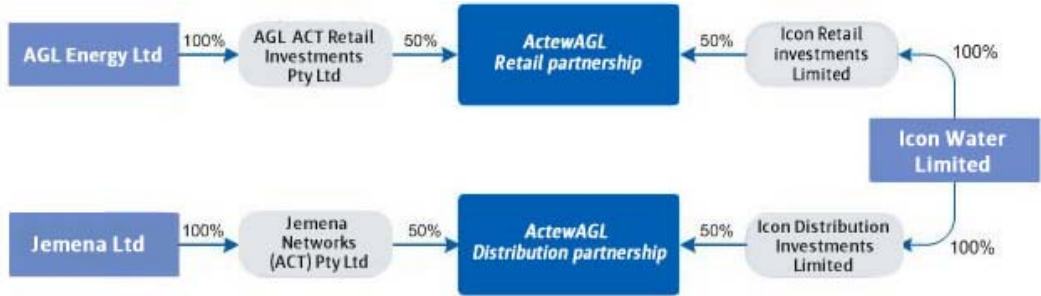 AGL Energy Ltd
100%
AGL ACT Retail
Investments
Pty Ltd
50%
ActewAGL
Retail partnership
50%
Icon Retail
investments
Limited
100%
Icon Water
Limited
Jemena Ltd
100%
Jemena
Networks
(ACT) Pty Ltd
50%
ActewAGL
Distribution partnership
50%
Icon Distribution
Investments
Limited
100%